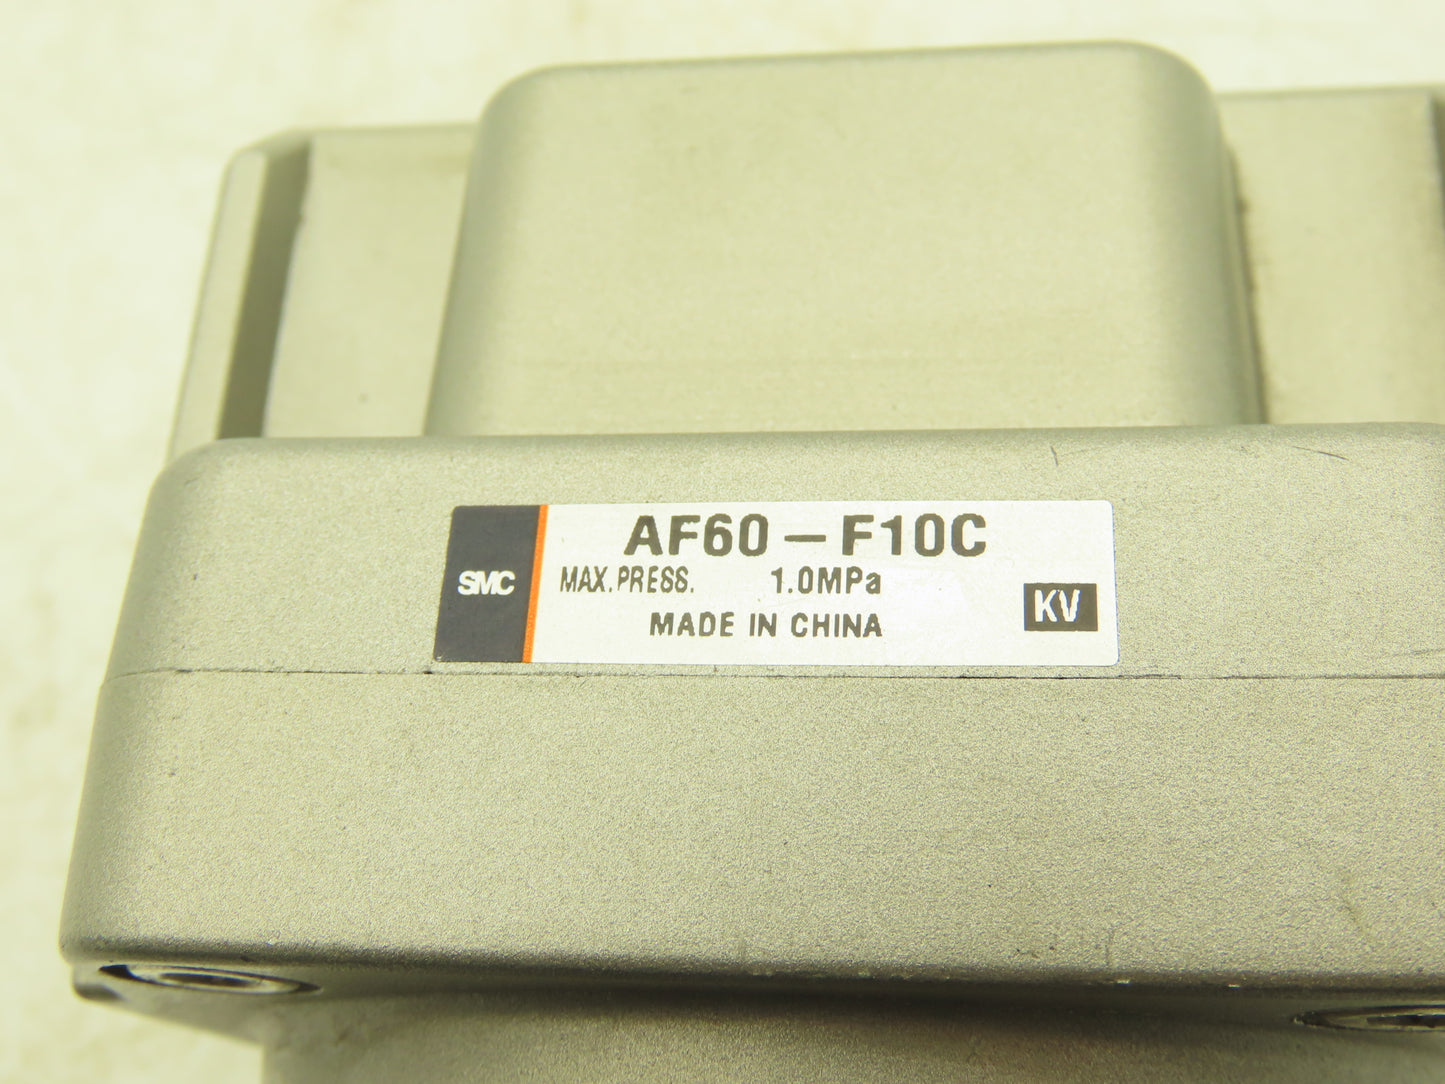 AF60-F10C
SMC
MAX. PRESS. 1.0MPa
KV
MADE IN CHINA